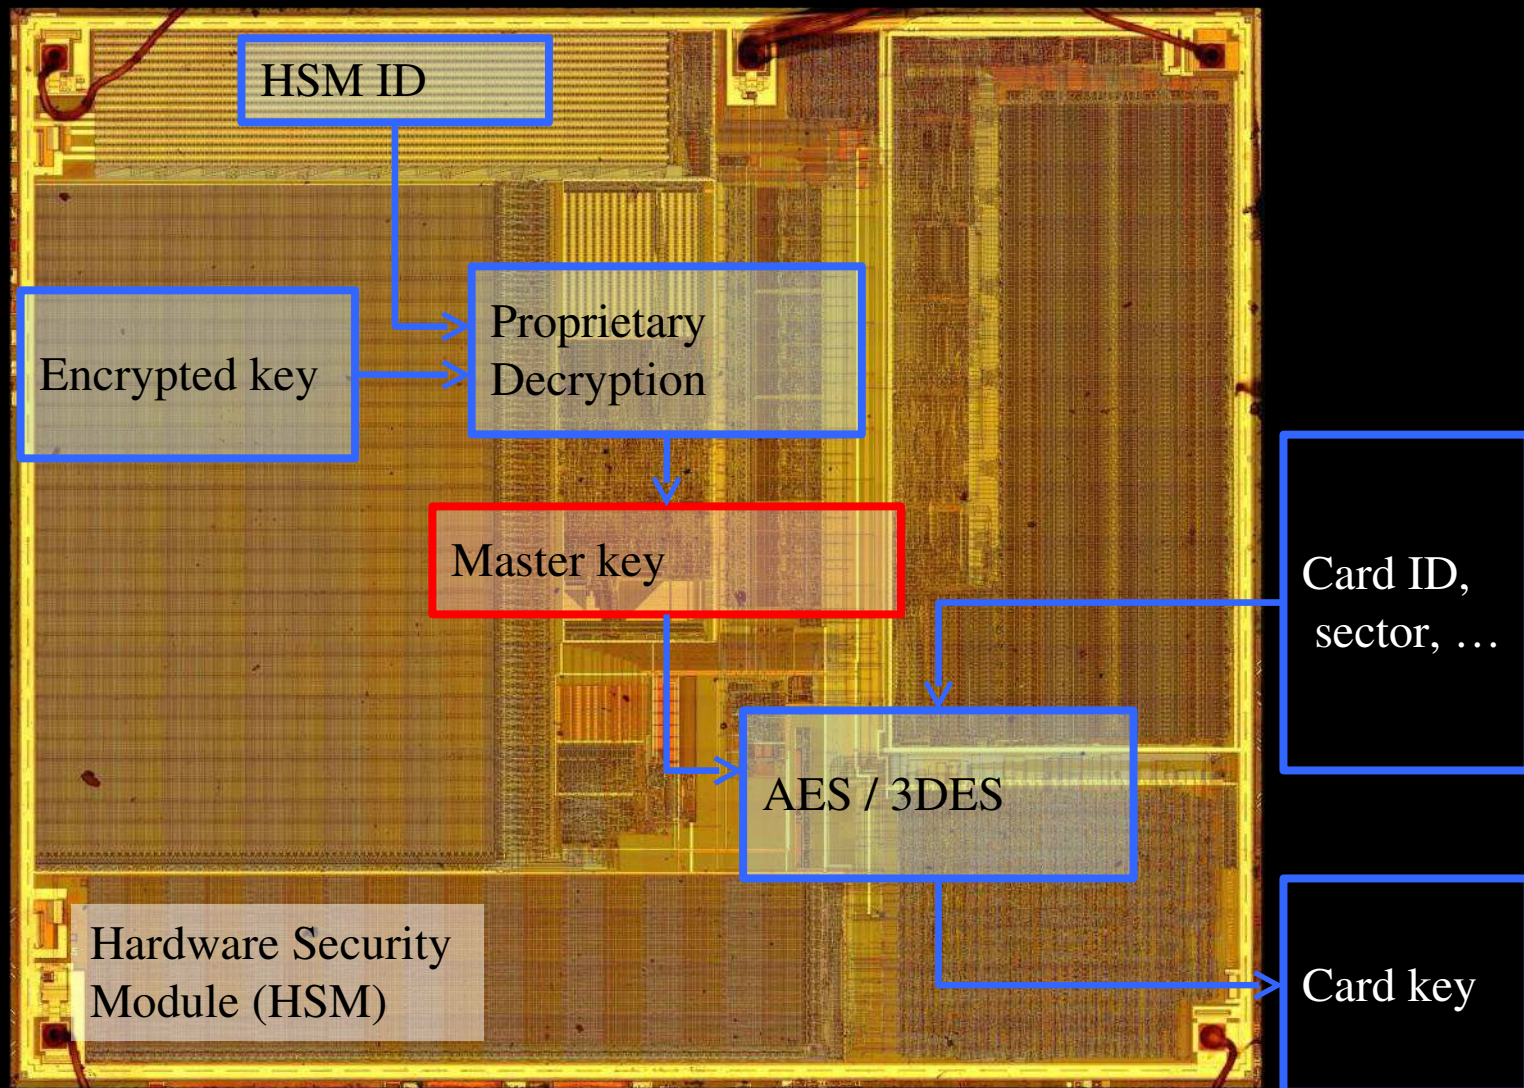 HSM ID
Encrypted key
Proprietary
Decryption
Master key
Card ID,
sector, …
AES / 3DES
Hardware Security
Module (HSM)
Card key